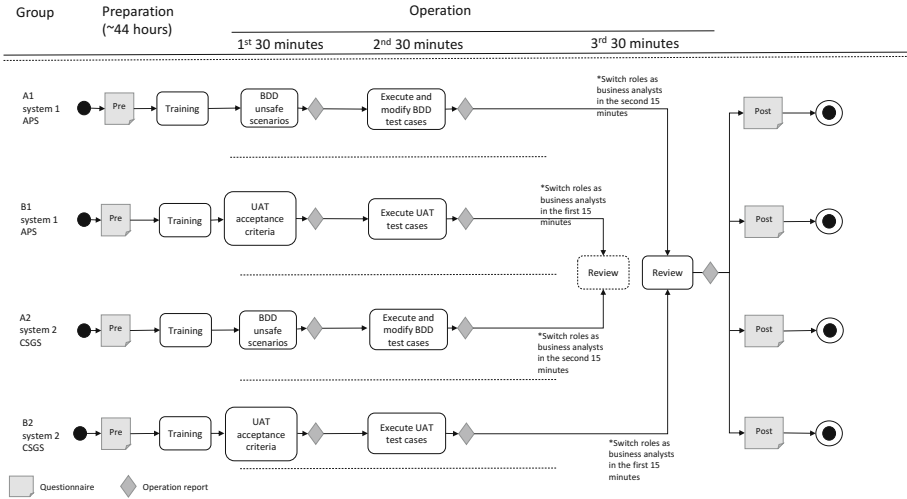 Group
Preparation
(~44 hours)
Operation
1st 30 minutes
2nd 30 minutes
3rd 30 minutes
A1
system 1
APS
Pre
Training
BDD
unsafe
scenarios
Execute and
modify BDD
test cases
*Switch roles as
business analysts
in the second 15
minutes
Post
B1
system 1
APS
Pre
Training
UAT
acceptance
criteria
Execute UAT
test cases
*Switch roles as
business analysts
in the first 15
minutes
Post
Review
Review
A2
system 2
CSGS
Pre
Training
BDD
unsafe
scenarios
Execute and
modify BDD
test cases
*Switch roles as
business analysts
in the second 15
minutes
Post
B2
system 2
CSGS
Pre
Training
UAT
acceptance
criteria
Execute UAT
test cases
*Switch roles as
business analysts
in the first 15
minutes
Post
Questionnaire
Operation report